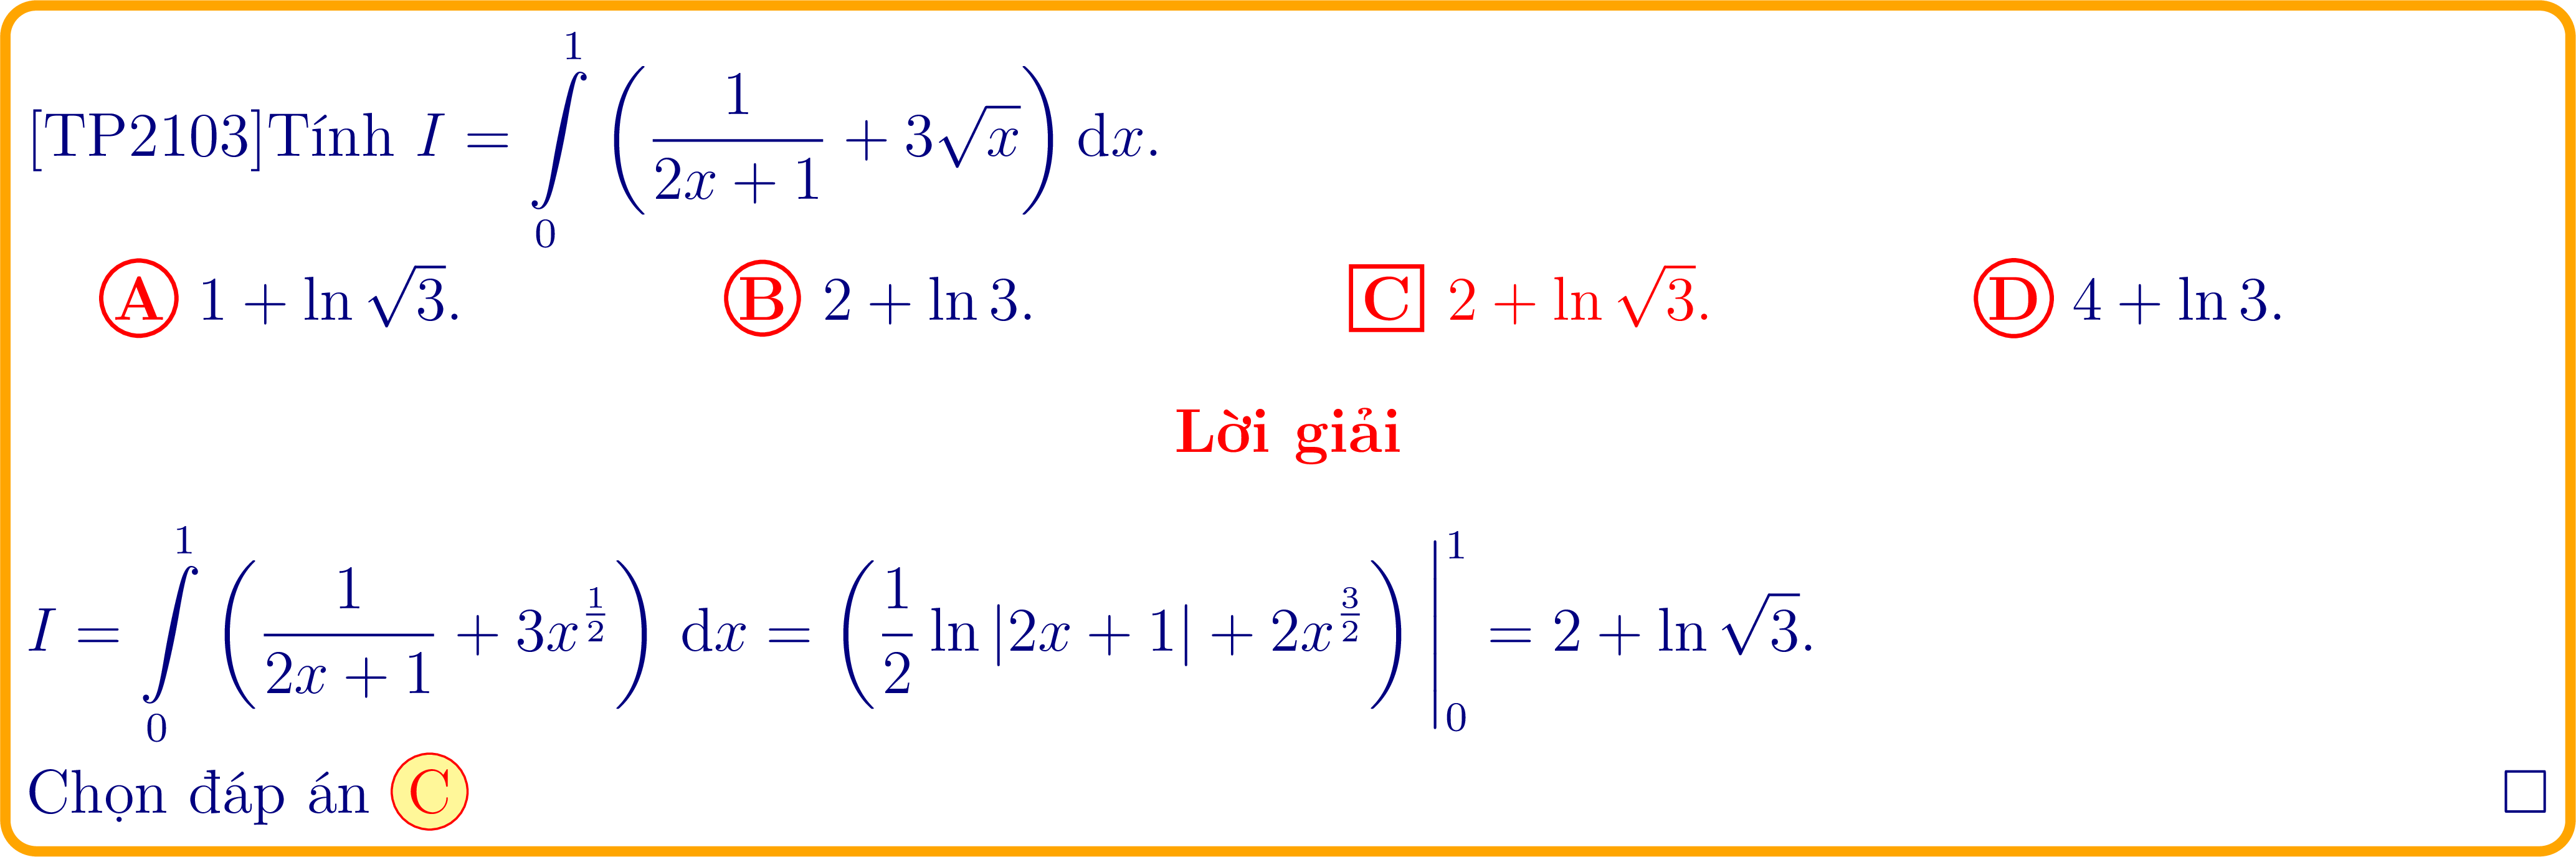 [TP2103]Tính $I = \int\limits_0^1 \left( \frac{1}{2x+1} + 3\sqrt{x} \right) \mathrm{d}x.$
A $1 + \ln\sqrt{3}.$ B $2 + \ln 3.$ C $2 + \ln\sqrt{3}.$ D $4 + \ln 3.$
Lời giải
$I = \int\limits_0^1 \left( \frac{1}{2x+1} + 3x^{\frac{1}{2}} \right) \mathrm{d}x = \left( \frac{1}{2} \ln|2x+1| + 2x^{\frac{3}{2}} \right) \Big|_0^1 = 2 + \ln\sqrt{3}.$
Chọn đáp án C □